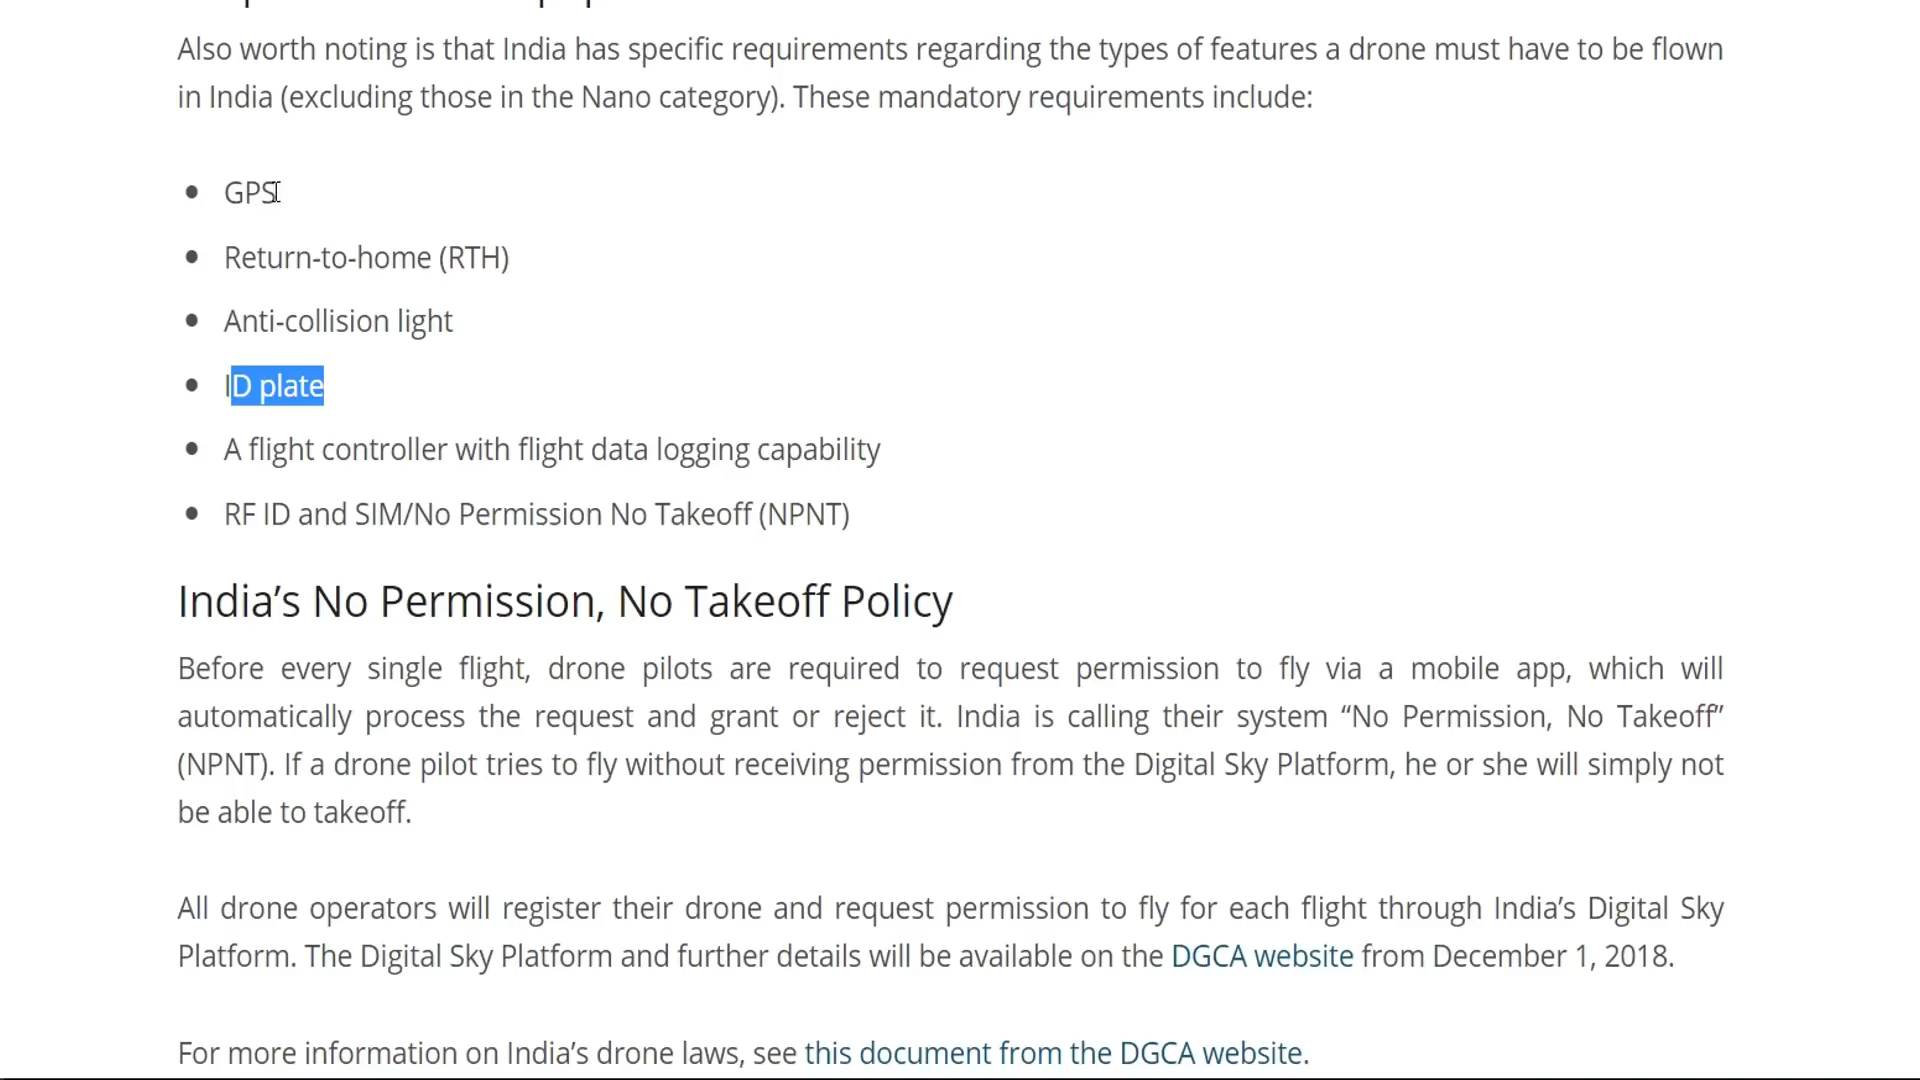 Also worth noting is that India has specific requirements regarding the types of features a drone must have to be flown
in India (excluding those in the Nano category). These mandatory requirements include:
• GPS
• Return-to-home (RTH)
• Anti-collision light
• ID plate
• A flight controller with flight data logging capability
• RF ID and SIM/No Permission No Takeoff (NPNT)
India’s No Permission, No Takeoff Policy
Before every single flight, drone pilots are required to request permission to fly via a mobile app, which will
automatically process the request and grant or reject it. India is calling their system “No Permission, No Takeoff”
(NPNT). If a drone pilot tries to fly without receiving permission from the Digital Sky Platform, he or she will simply not
be able to takeoff.
All drone operators will register their drone and request permission to fly for each flight through India’s Digital Sky
Platform. The Digital Sky Platform and further details will be available on the DGCA website from December 1, 2018.
For more information on India’s drone laws, see this document from the DGCA website.